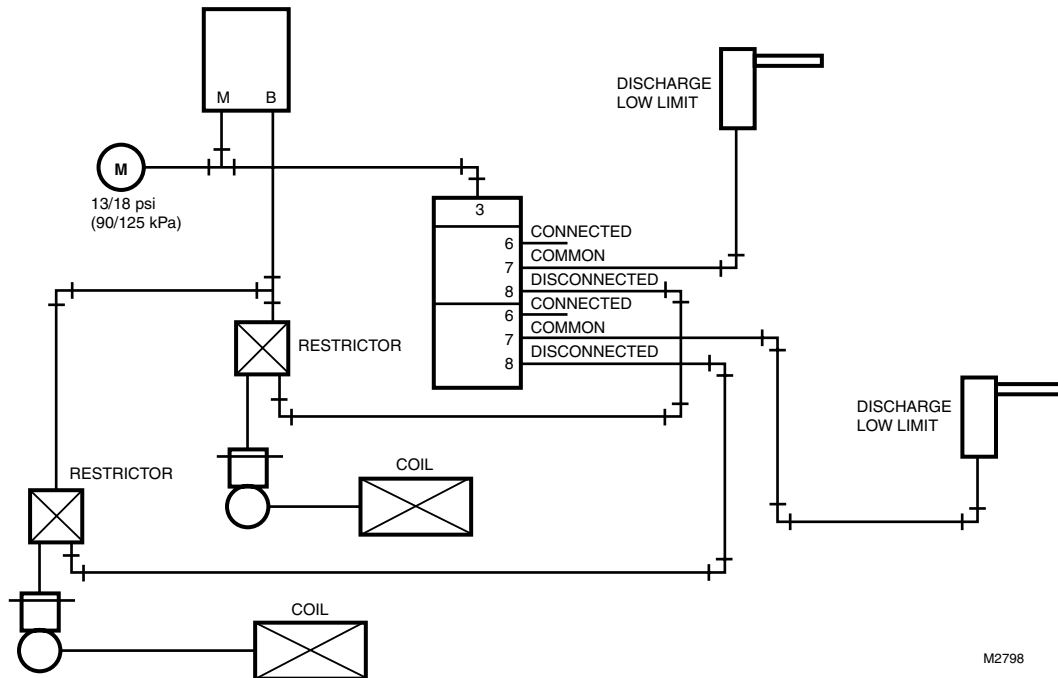 M B
DISCHARGE
LOW LIMIT
M
13/18 psi
(90/125 kPa)
3
6 CONNECTED
7 COMMON
8 DISCONNECTED
6 CONNECTED
7 COMMON
8 DISCONNECTED
RESTRICTOR
DISCHARGE
LOW LIMIT
RESTRICTOR
COIL
COIL
M2798